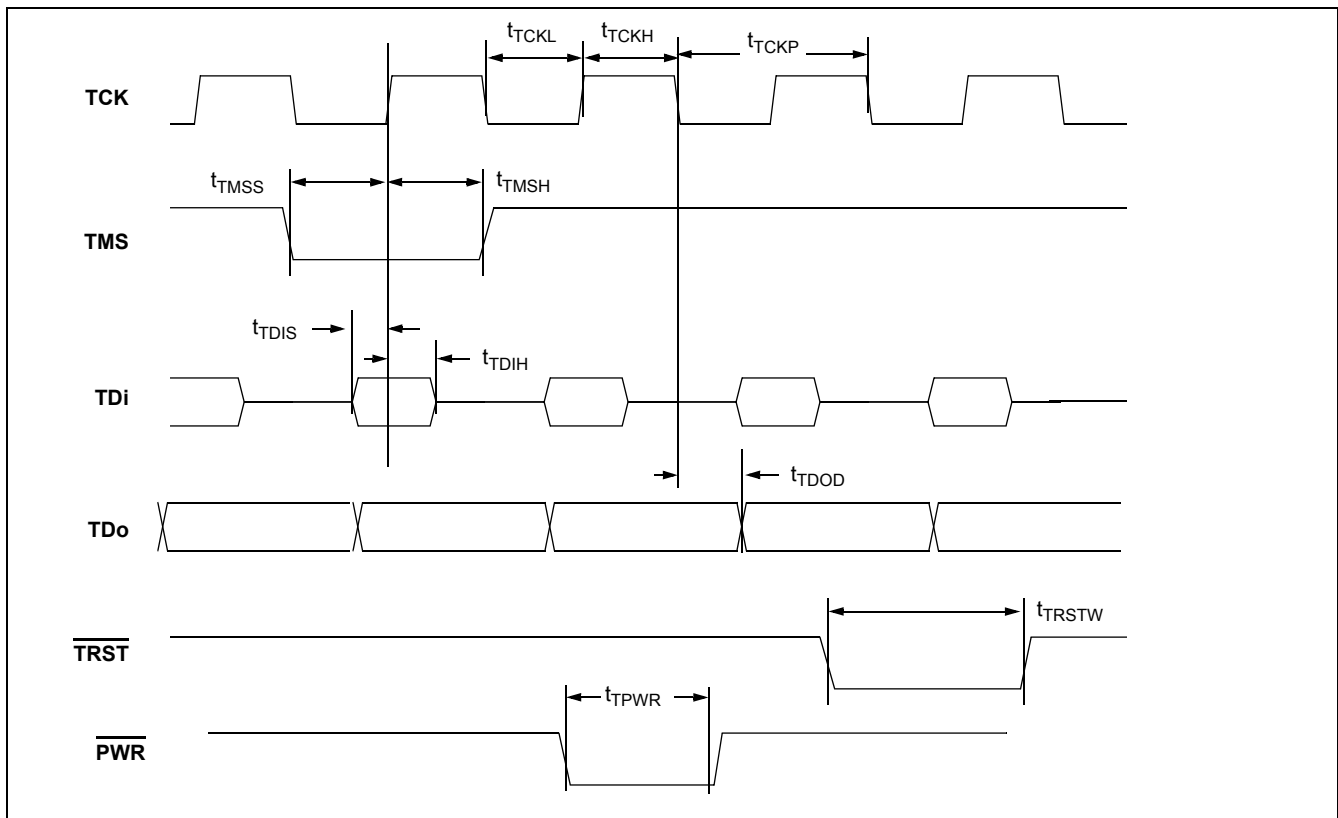 tTCKL tTCKH tTCKP
TCK
tTMSS tTMSH
TMS
tTDIS
tTDIH
TDi
tTDOD
TDo
tTRSTW
TRST
tTPWR
PWR